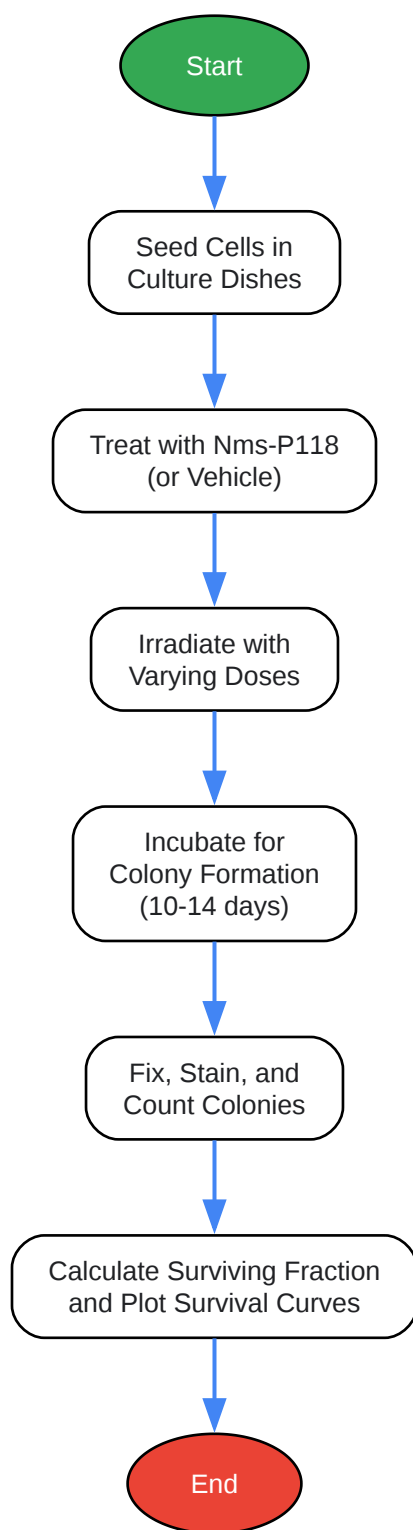 Start
Seed Cells in
Culture Dishes
Treat with Nms-P118
(or Vehicle)
Irradiate with
Varying Doses
Incubate for
Colony Formation
(10-14 days)
Fix, Stain, and
Count Colonies
Calculate Surviving Fraction
and Plot Survival Curves
End